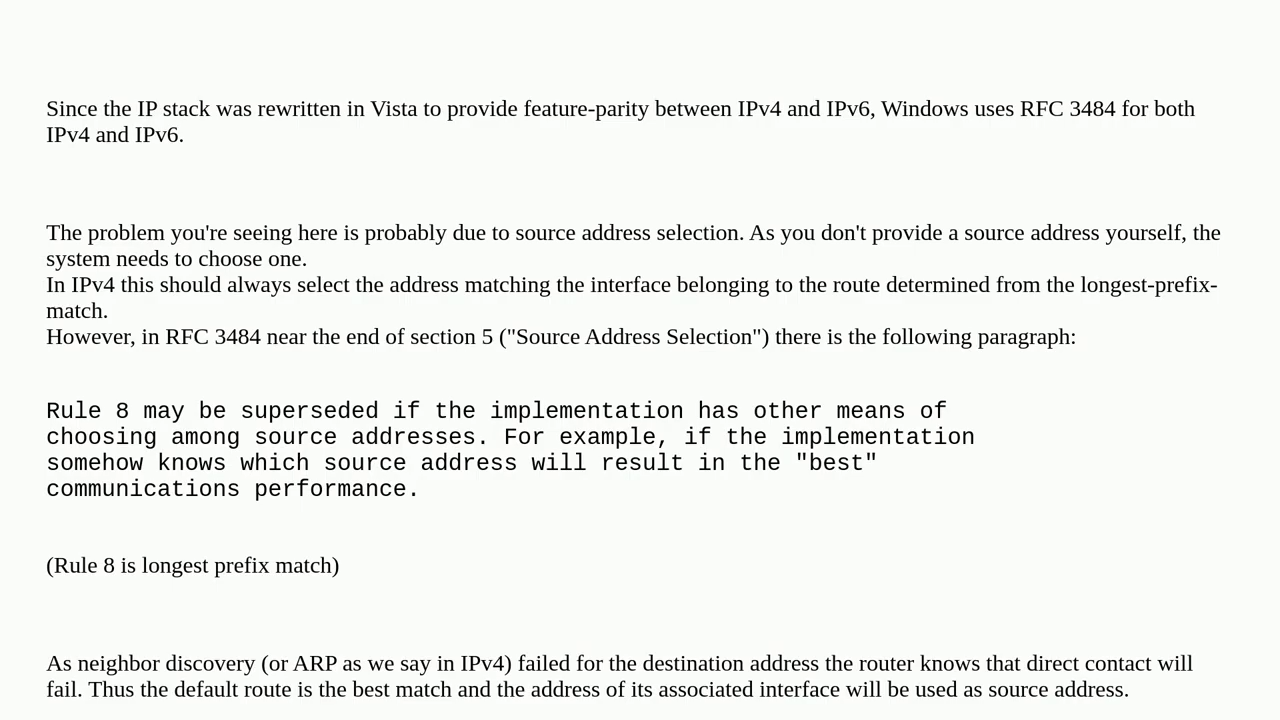 Since the IP stack was rewritten in Vista to provide feature-parity between IPv4 and IPv6, Windows uses RFC 3484 for both
IPv4 and IPv6.
The problem you're seeing here is probably due to source address selection. As you don't provide a source address yourself, the
system needs to choose one.
In IPv4 this should always select the address matching the interface belonging to the route determined from the longest-prefix-
match.
However, in RFC 3484 near the end of section 5 ("Source Address Selection") there is the following paragraph:
Rule 8 may be superseded if the implementation has other means of
choosing among source addresses. For example, if the implementation
somehow knows which source address will result in the "best"
communications performance.
(Rule 8 is longest prefix match)
As neighbor discovery (or ARP as we say in IPv4) failed for the destination address the router knows that direct contact will
fail. Thus the default route is the best match and the address of its associated interface will be used as source address.